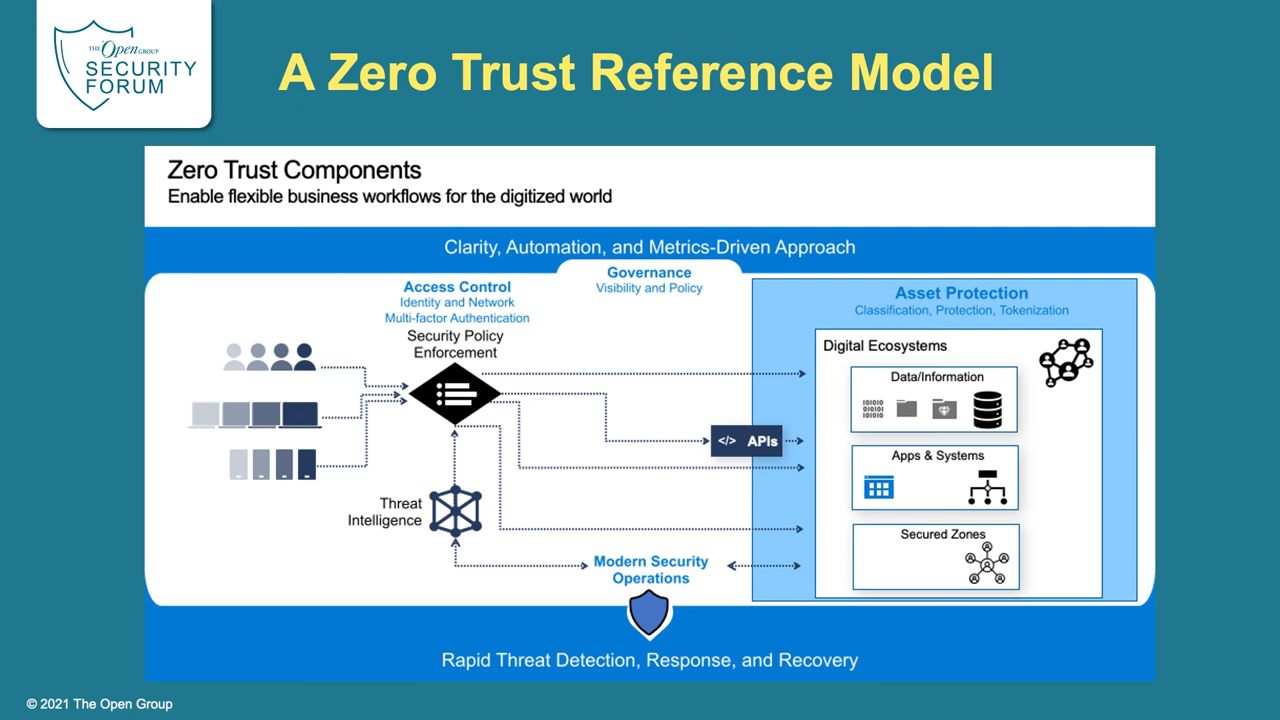 THE Open GROUP
SECURITY
FORUM
A Zero Trust Reference Model
Zero Trust Components
Enable flexible business workflows for the digitized world
Clarity, Automation, and Metrics-Driven Approach
Governance
Visibility and Policy
Access Control
Identity and Network
Multi-factor Authentication
Security Policy
Enforcement
Asset Protection
Classification, Protection, Tokenization
Digital Ecosystems
Data/Information
010101
010101
010101
</> APIs
Apps & Systems
Threat
Intelligence
Secured Zones
Modern Security
Operations
Rapid Threat Detection, Response, and Recovery
© 2021 The Open Group